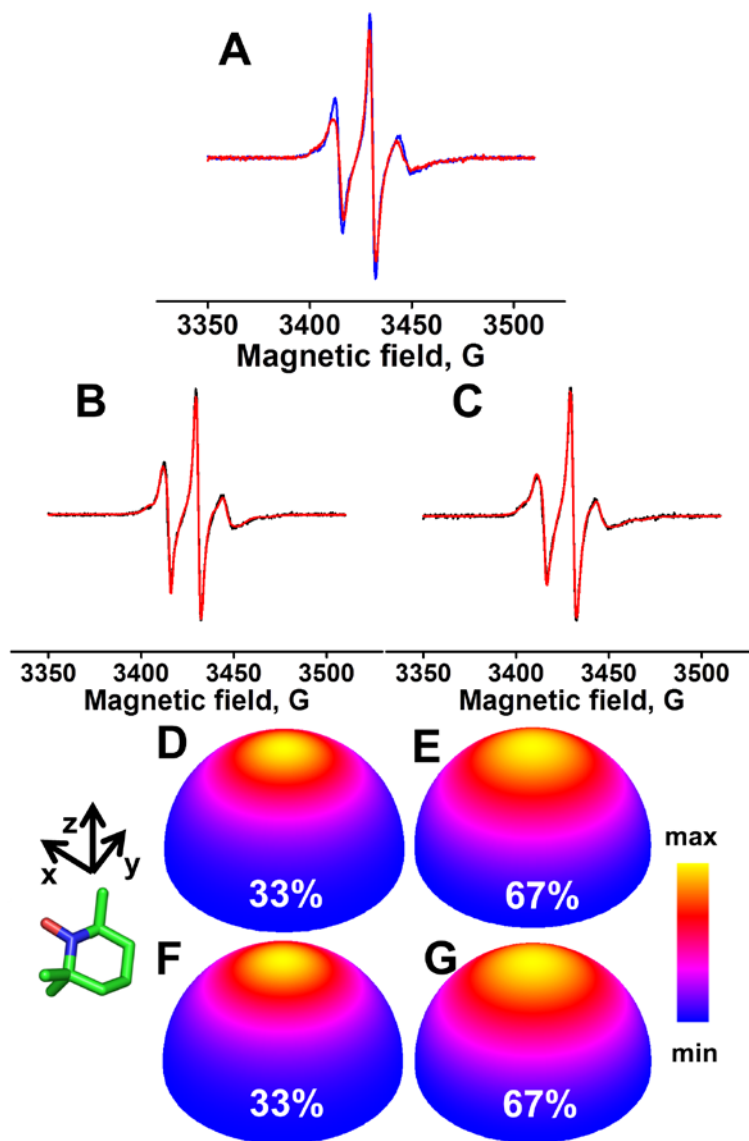 A
3350 3400 3450 3500
Magnetic field, G
B
C
3350 3400 3450 3500
Magnetic field, G
3350 3400 3450 3500
Magnetic field, G
D
E
z
x
y
33%
67%
max
F
G
33%
67%
min